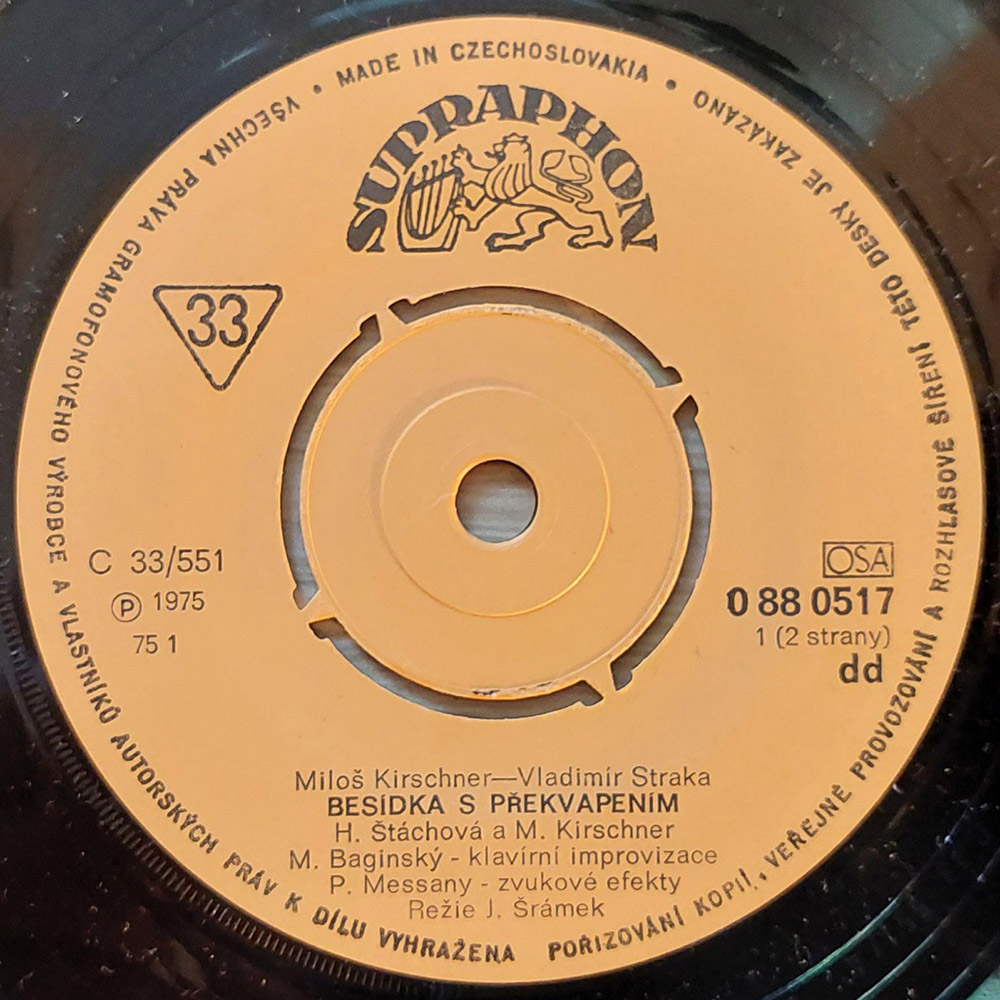 VŠECHNA PRÁVA GRAMOFONOVÉHO VÝROBCE A VLASTNÍKŮ AUTORSKÝCH PRÁV K DÍLU VYHRAŽENA POŘIZOVÁNÍ KOPIÍ, VEŘEJNÉ PROVOZOVÁNÍ A ROZHLASOVÉ ŠÍŘENÍ TÉTO DESKY JE ZAKÁZÁNO • MADE IN CZECHOSLOVAKIA •
SUPRAPHON
33
C 33/551
Ⓟ 1975
75 1
OSA
0 88 0517
1 (2 strany)
dd
Miloš Kirschner—Vladimír Straka
BESÍDKA S PŘEKVAPENÍM
H. Štáchová a M. Kirschner
M. Baginský - klavírní improvizace
P. Messany - zvukové efekty
Režie J. Šrámek